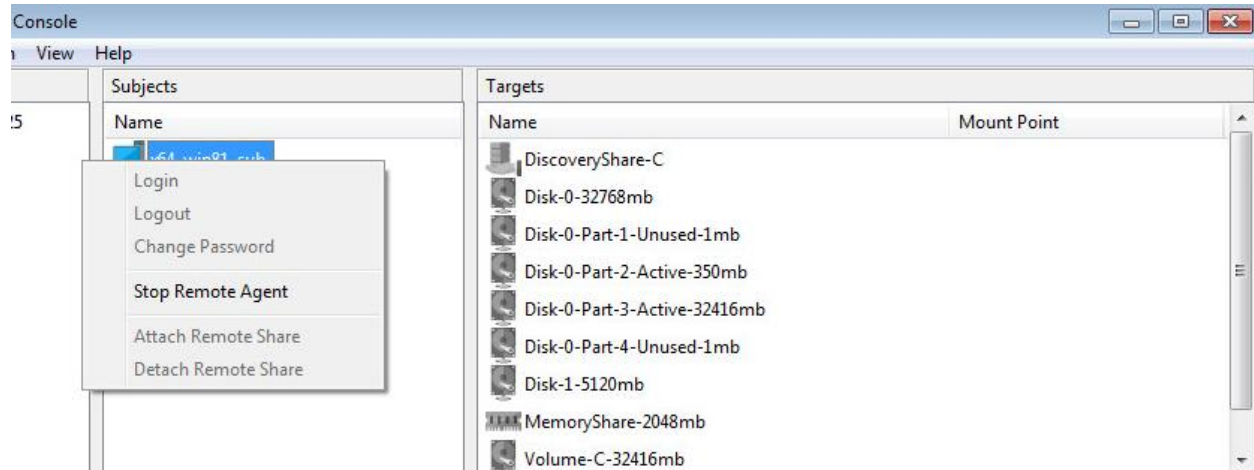 Console
View Help
Subjects
Targets
Name
Name
Mount Point
x64_win81_sub
Login
Logout
Change Password
Stop Remote Agent
Attach Remote Share
Detach Remote Share
DiscoveryShare-C
Disk-0-32768mb
Disk-0-Part-1-Unused-1mb
Disk-0-Part-2-Active-350mb
Disk-0-Part-3-Active-32416mb
Disk-0-Part-4-Unused-1mb
Disk-1-5120mb
MemoryShare-2048mb
Volume-C-32416mb